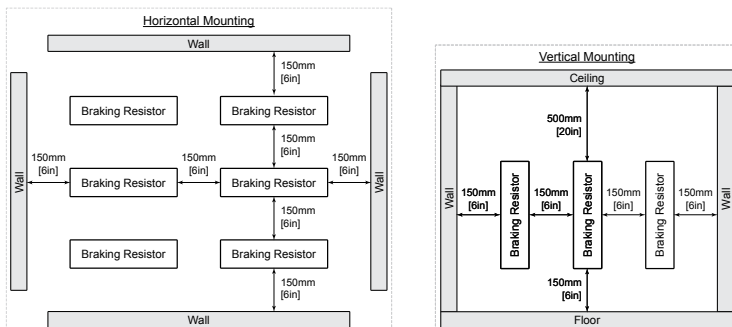 Horizontal Mounting
Wall
150mm
[6in]
Braking Resistor
Braking Resistor
150mm
[6in]
Wall
150mm
[6in]
Braking Resistor
150mm
[6in]
Braking Resistor
150mm
[6in]
Wall
150mm
[6in]
Braking Resistor
Braking Resistor
150mm
[6in]
Wall
Vertical Mounting
Ceiling
500mm
[20in]
Wall
150mm
[6in]
Braking Resistor
150mm
[6in]
Braking Resistor
150mm
[6in]
Braking Resistor
150mm
[6in]
Wall
150mm
[6in]
Floor